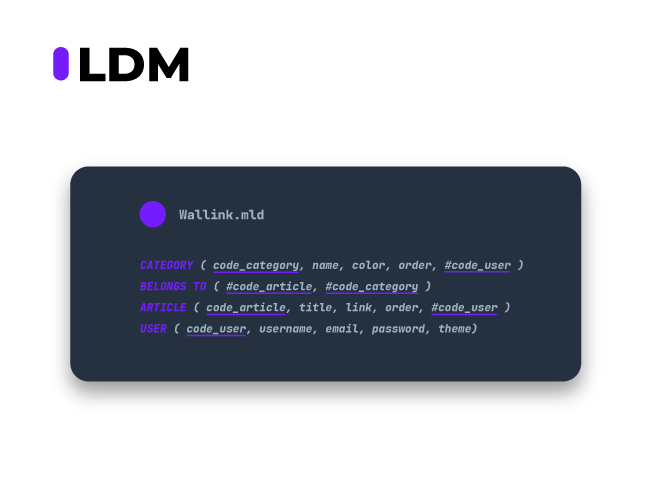 LDM
Wallink.mld
CATEGORY ( code_category, name, color, order, #code_user )
BELONGS TO ( #code_article, #code_category )
ARTICLE ( code_article, title, link, order, #code_user )
USER ( code_user, username, email, password, theme)